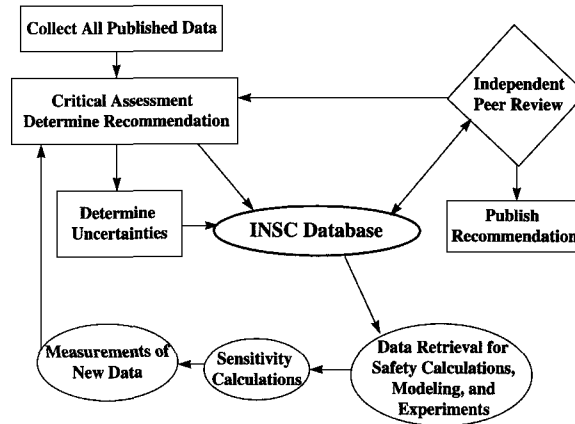 Collect All Published Data
Critical Assessment
Determine Recommendation
Independent
Peer Review
Determine
Uncertainties
INSC Database
Publish
Recommendation
Measurements of
New Data
Sensitivity
Calculations
Data Retrieval for
Safety Calculations,
Modeling, and
Experiments